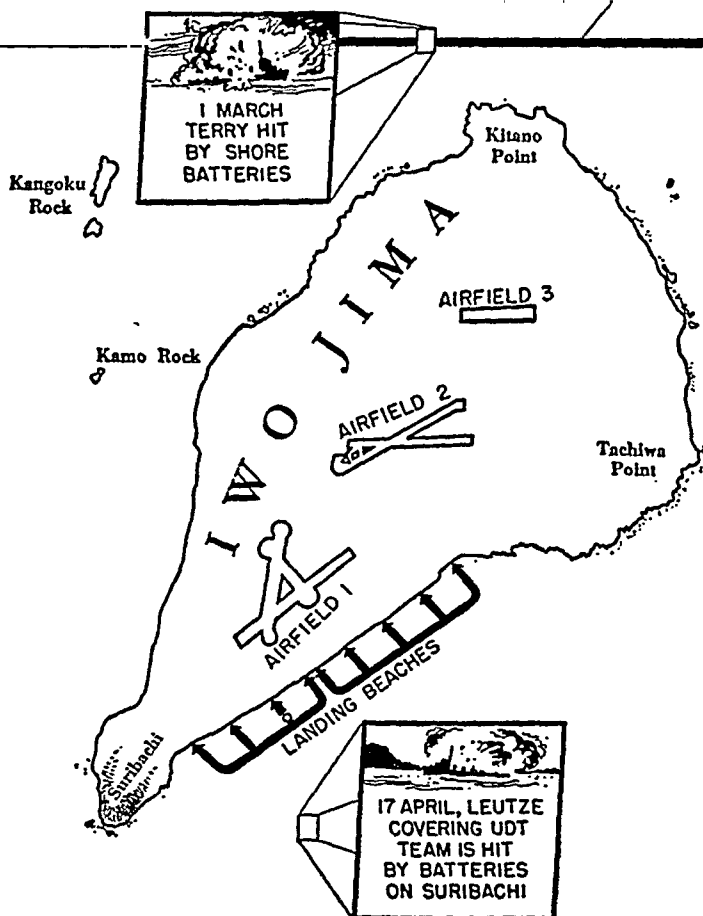 1 MARCH
TERRY HIT
BY SHORE
BATTERIES
Kitano
Point
Kangoku
Rock
IWO JIMA
AIRFIELD 3
Kamo Rock
AIRFIELD 2
Tachiwa
Point
AIRFIELD 1
LANDING BEACHES
Suribachi
17 APRIL, LEUTZE
COVERING UDT
TEAM IS HIT
BY BATTERIES
ON SURIBACHI